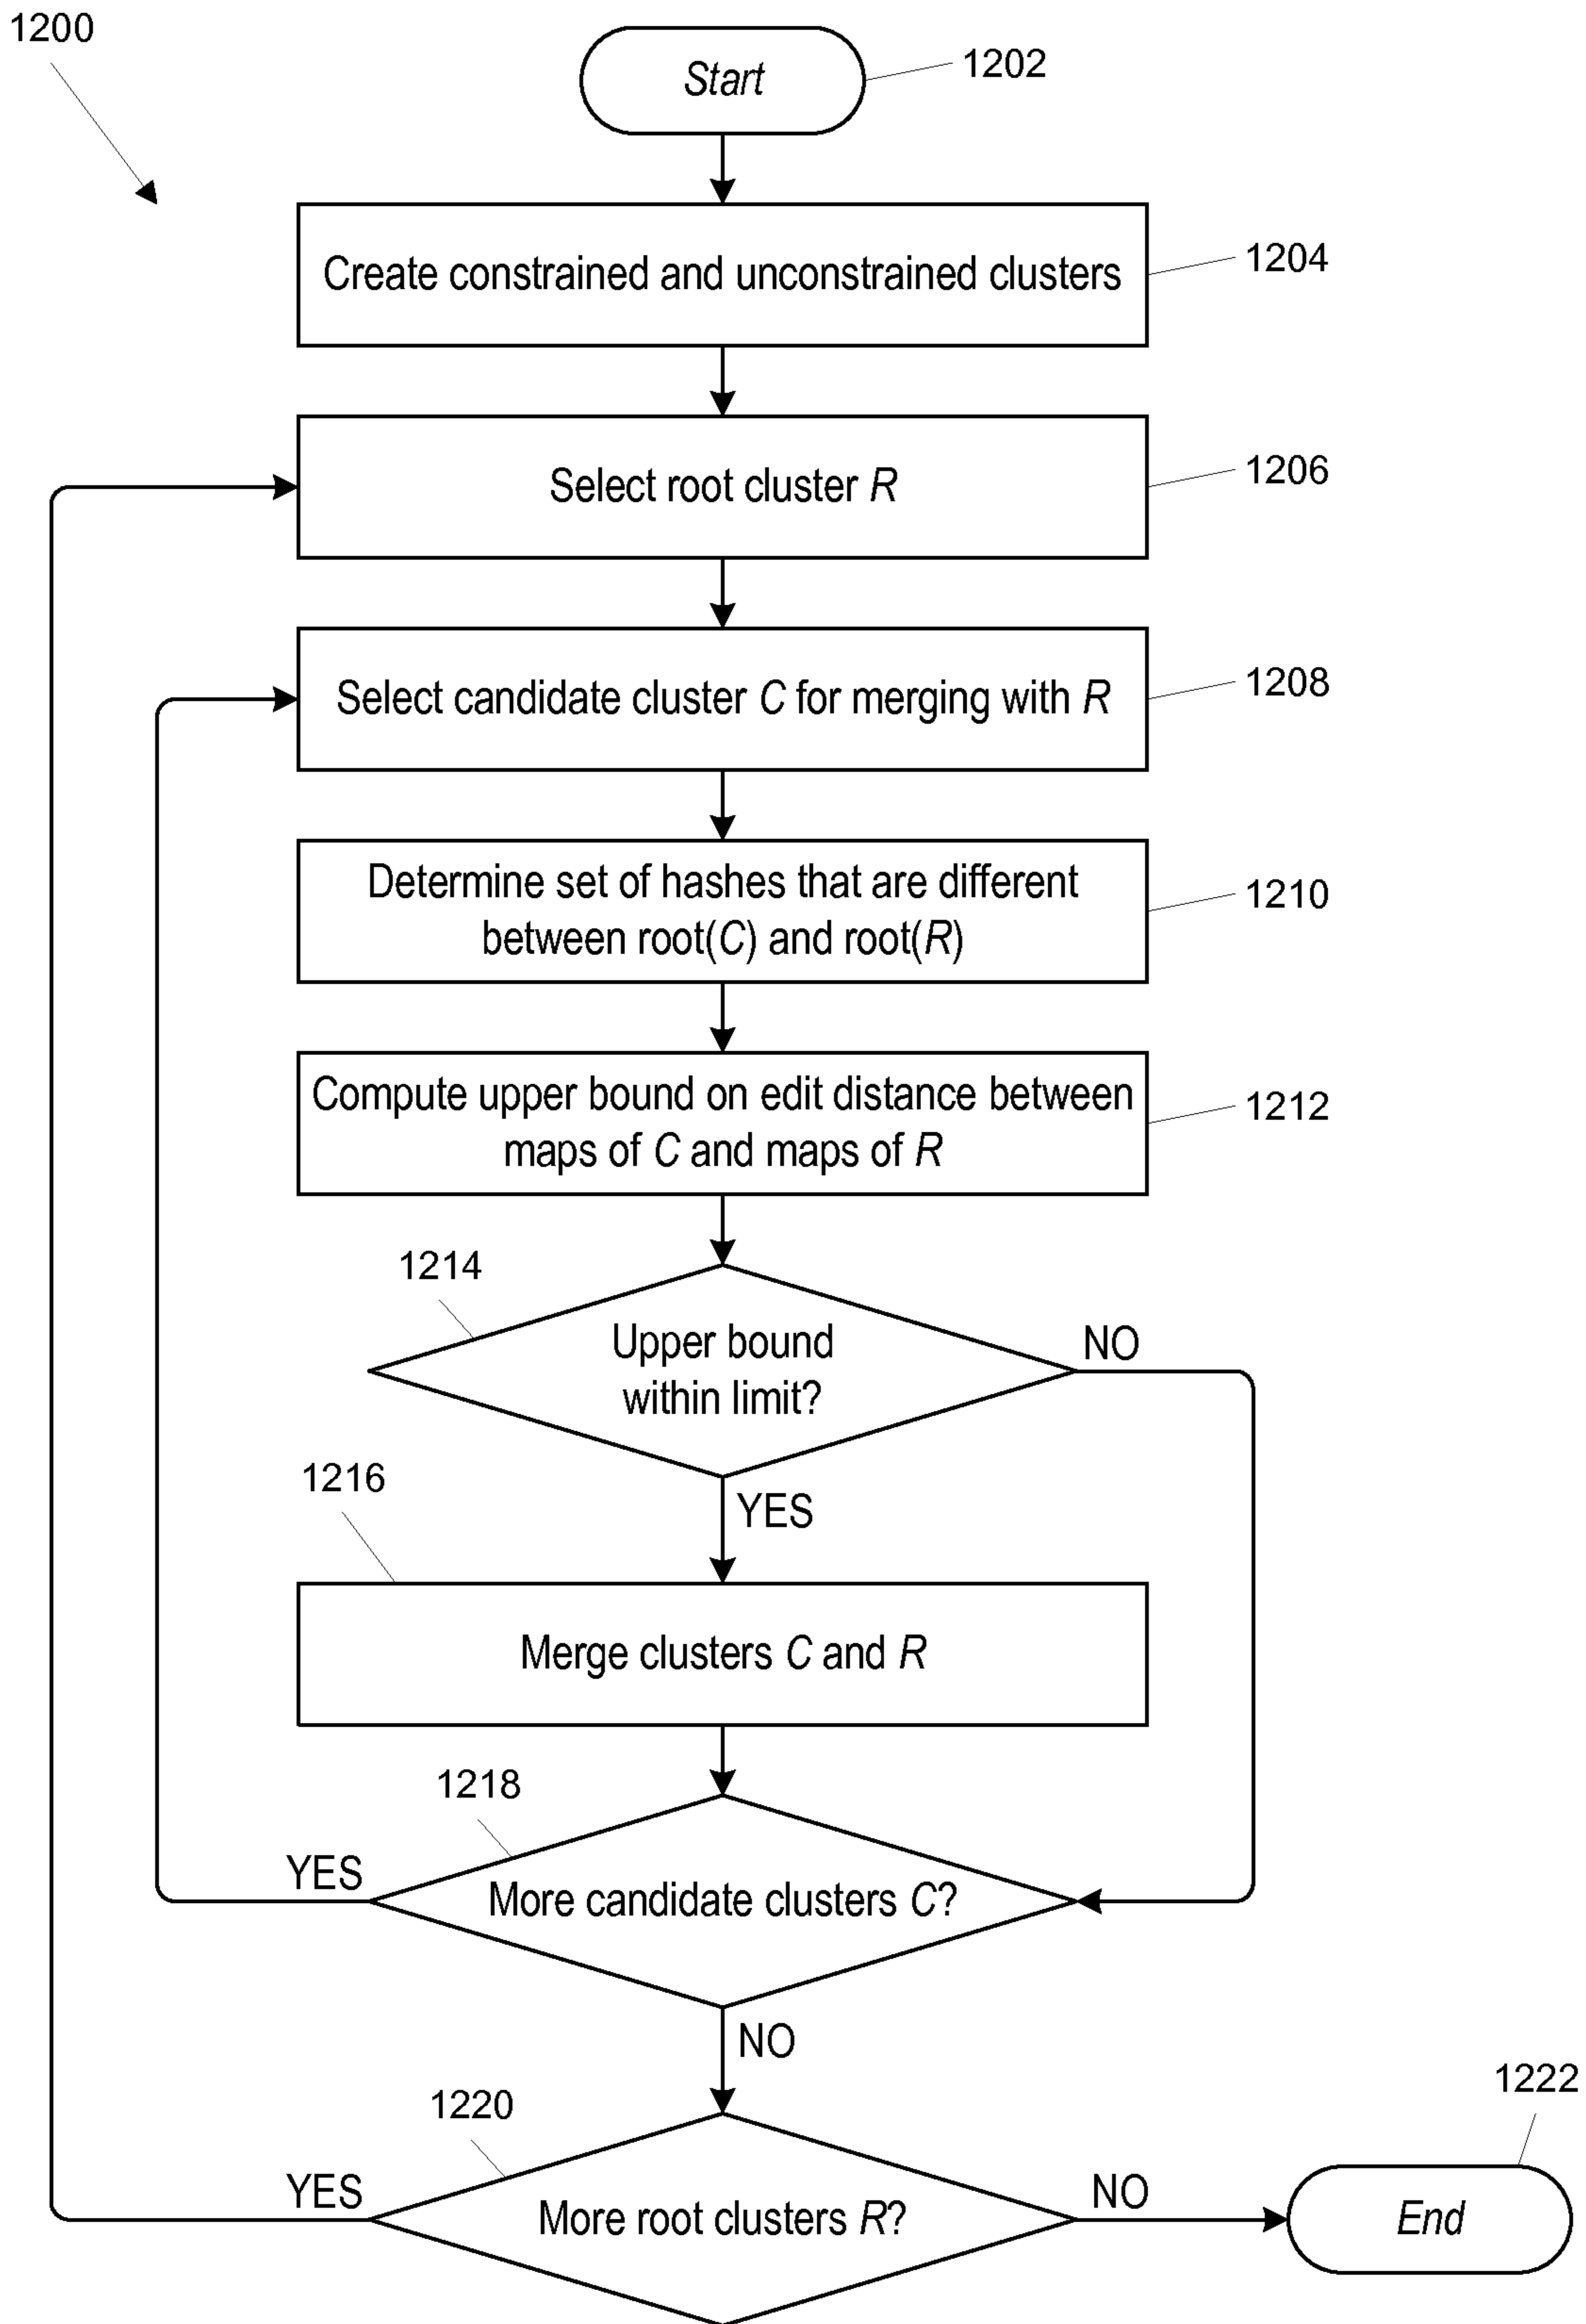 1200
Start
1202
Create constrained and unconstrained clusters
1204
Select root cluster R
1206
Select candidate cluster C for merging with R
1208
Determine set of hashes that are different
between root(C) and root(R)
1210
Compute upper bound on edit distance between
maps of C and maps of R
1212
1214
Upper bound
within limit?
NO
YES
1216
Merge clusters C and R
1218
YES
More candidate clusters C?
NO
1220
YES
More root clusters R?
NO
1222
End